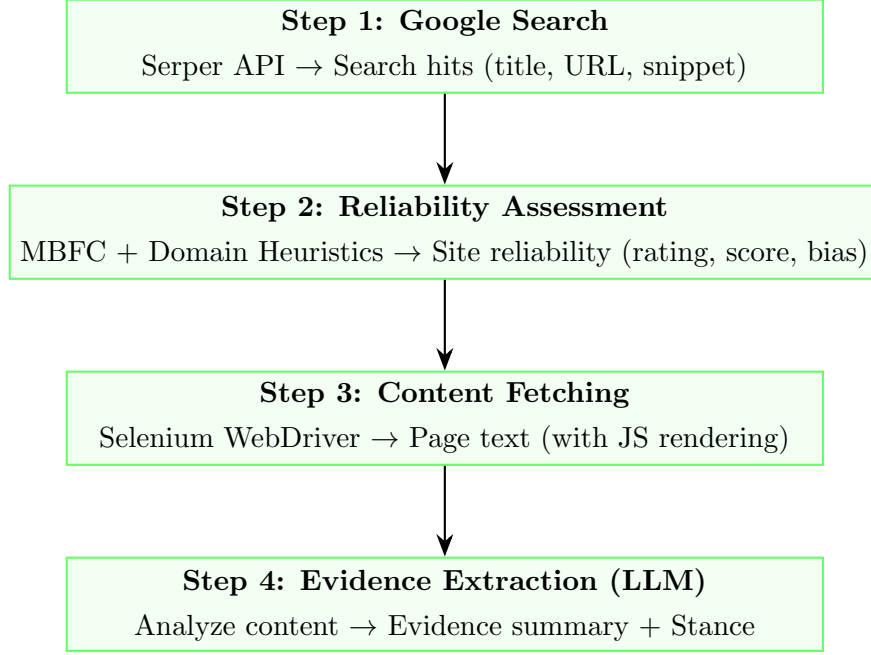 Step 1: Google Search
Serper API → Search hits (title, URL, snippet)
Step 2: Reliability Assessment
MBFC + Domain Heuristics → Site reliability (rating, score, bias)
Step 3: Content Fetching
Selenium WebDriver → Page text (with JS rendering)
Step 4: Evidence Extraction (LLM)
Analyze content → Evidence summary + Stance